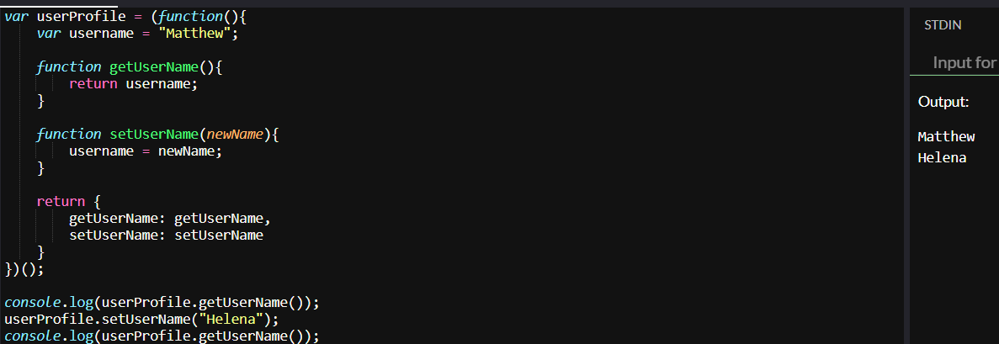 var userProfile = (function(){
    var username = "Matthew";

    function getUserName(){
        return username;
    }

    function setUserName(newName){
        username = newName;
    }

    return {
        getUserName: getUserName,
        setUserName: setUserName
    }
})();

console.log(userProfile.getUserName());
userProfile.setUserName("Helena");
console.log(userProfile.getUserName());
STDIN
Input for
Output:
Matthew
Helena